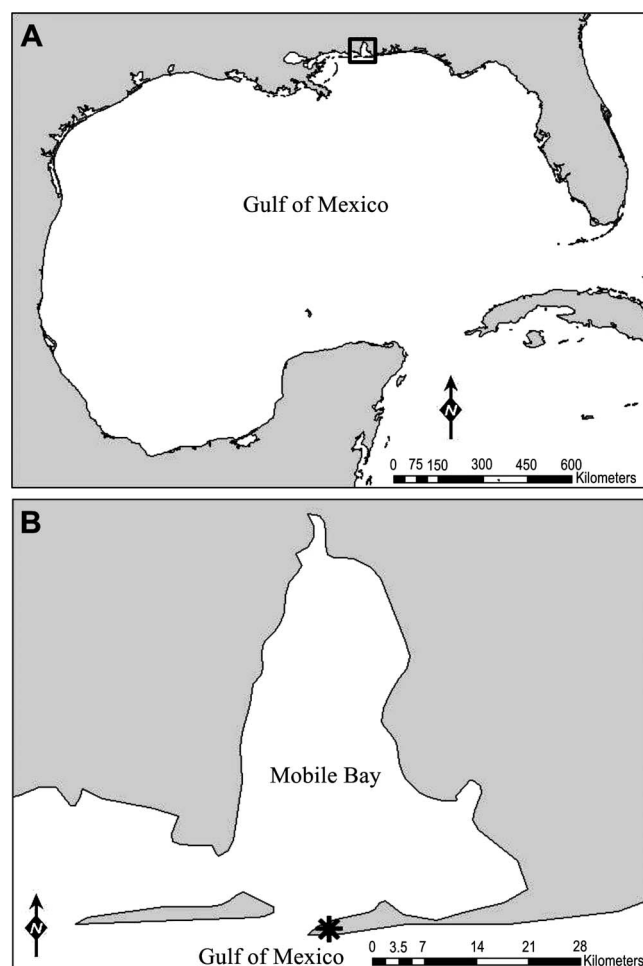 A
Gulf of Mexico
N
0 75 150 300 450 600
Kilometers
B
Mobile Bay
N
Gulf of Mexico
0 3.5 7 14 21 28
Kilometers